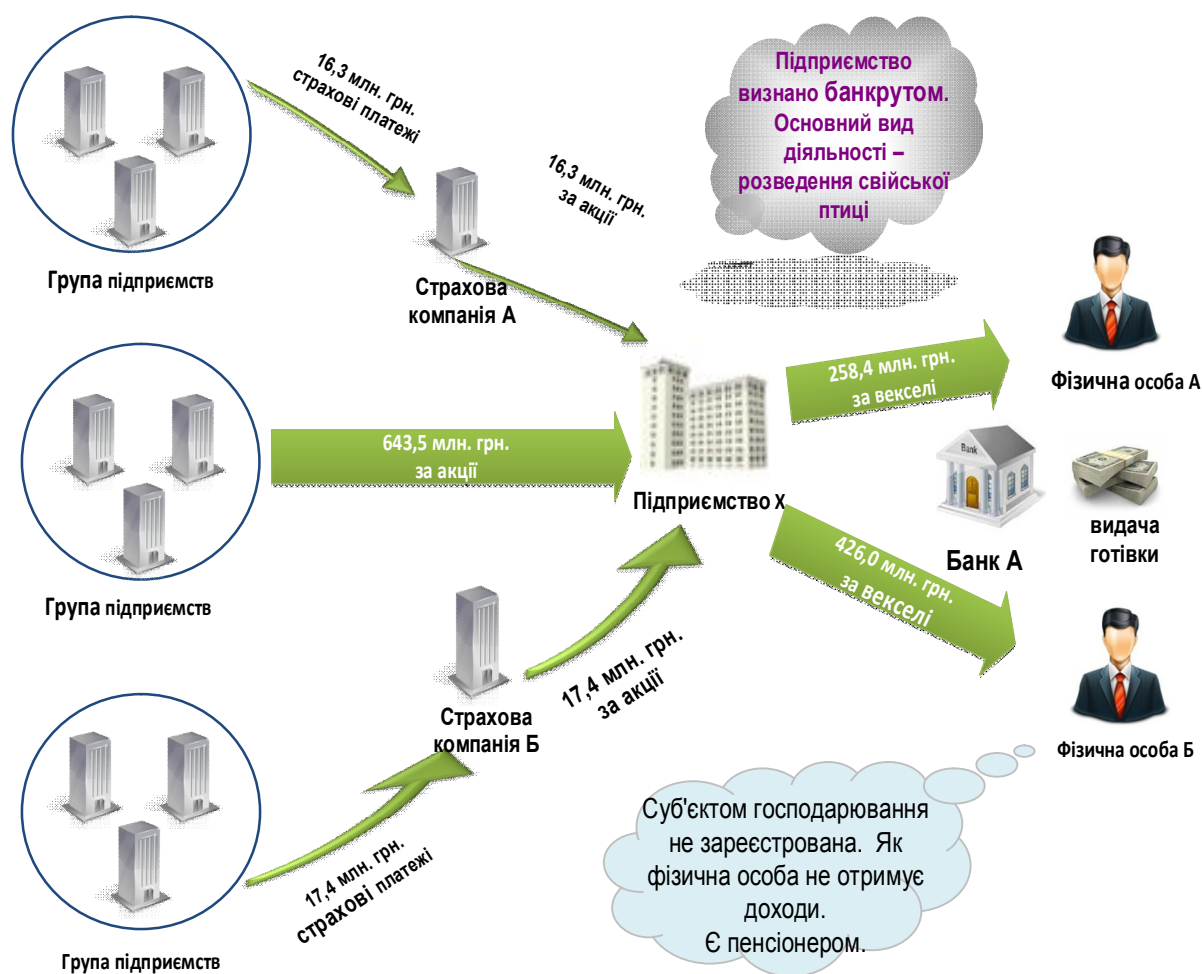 16,3 млн. грн.
страхові платежі
16,3 млн. грн.
за акції
Підприємство
визнано банкрутом.
Основний вид
діяльності –
розведення свійської
птиці
Група підприємств
Страхова
компанія А
258,4 млн. грн.
за векселі
Фізична особа А
643,5 млн. грн.
за акції
Підприємство Х
Bank
Банк А
видача
готівки
426,0 млн. грн.
за векселі
Група підприємств
17,4 млн. грн.
за акції
Страхова
компанія Б
Фізична особа Б
17,4 млн. грн.
страхові платежі
Суб'єктом господарювання
не зареєстрована. Як
фізична особа не отримує
доходи.
Є пенсіонером.
Група підприємств